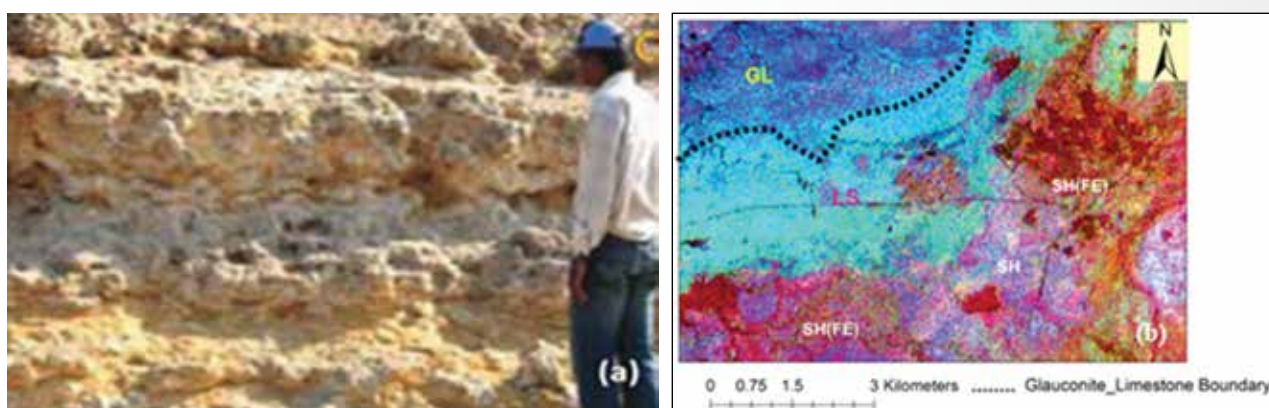 C
(a)
N
GL
LS
SH(FE)
SH
SH(FE)
(b)
0 0.75 1.5 3 Kilometers ........ Glauconite_Limestone Boundary